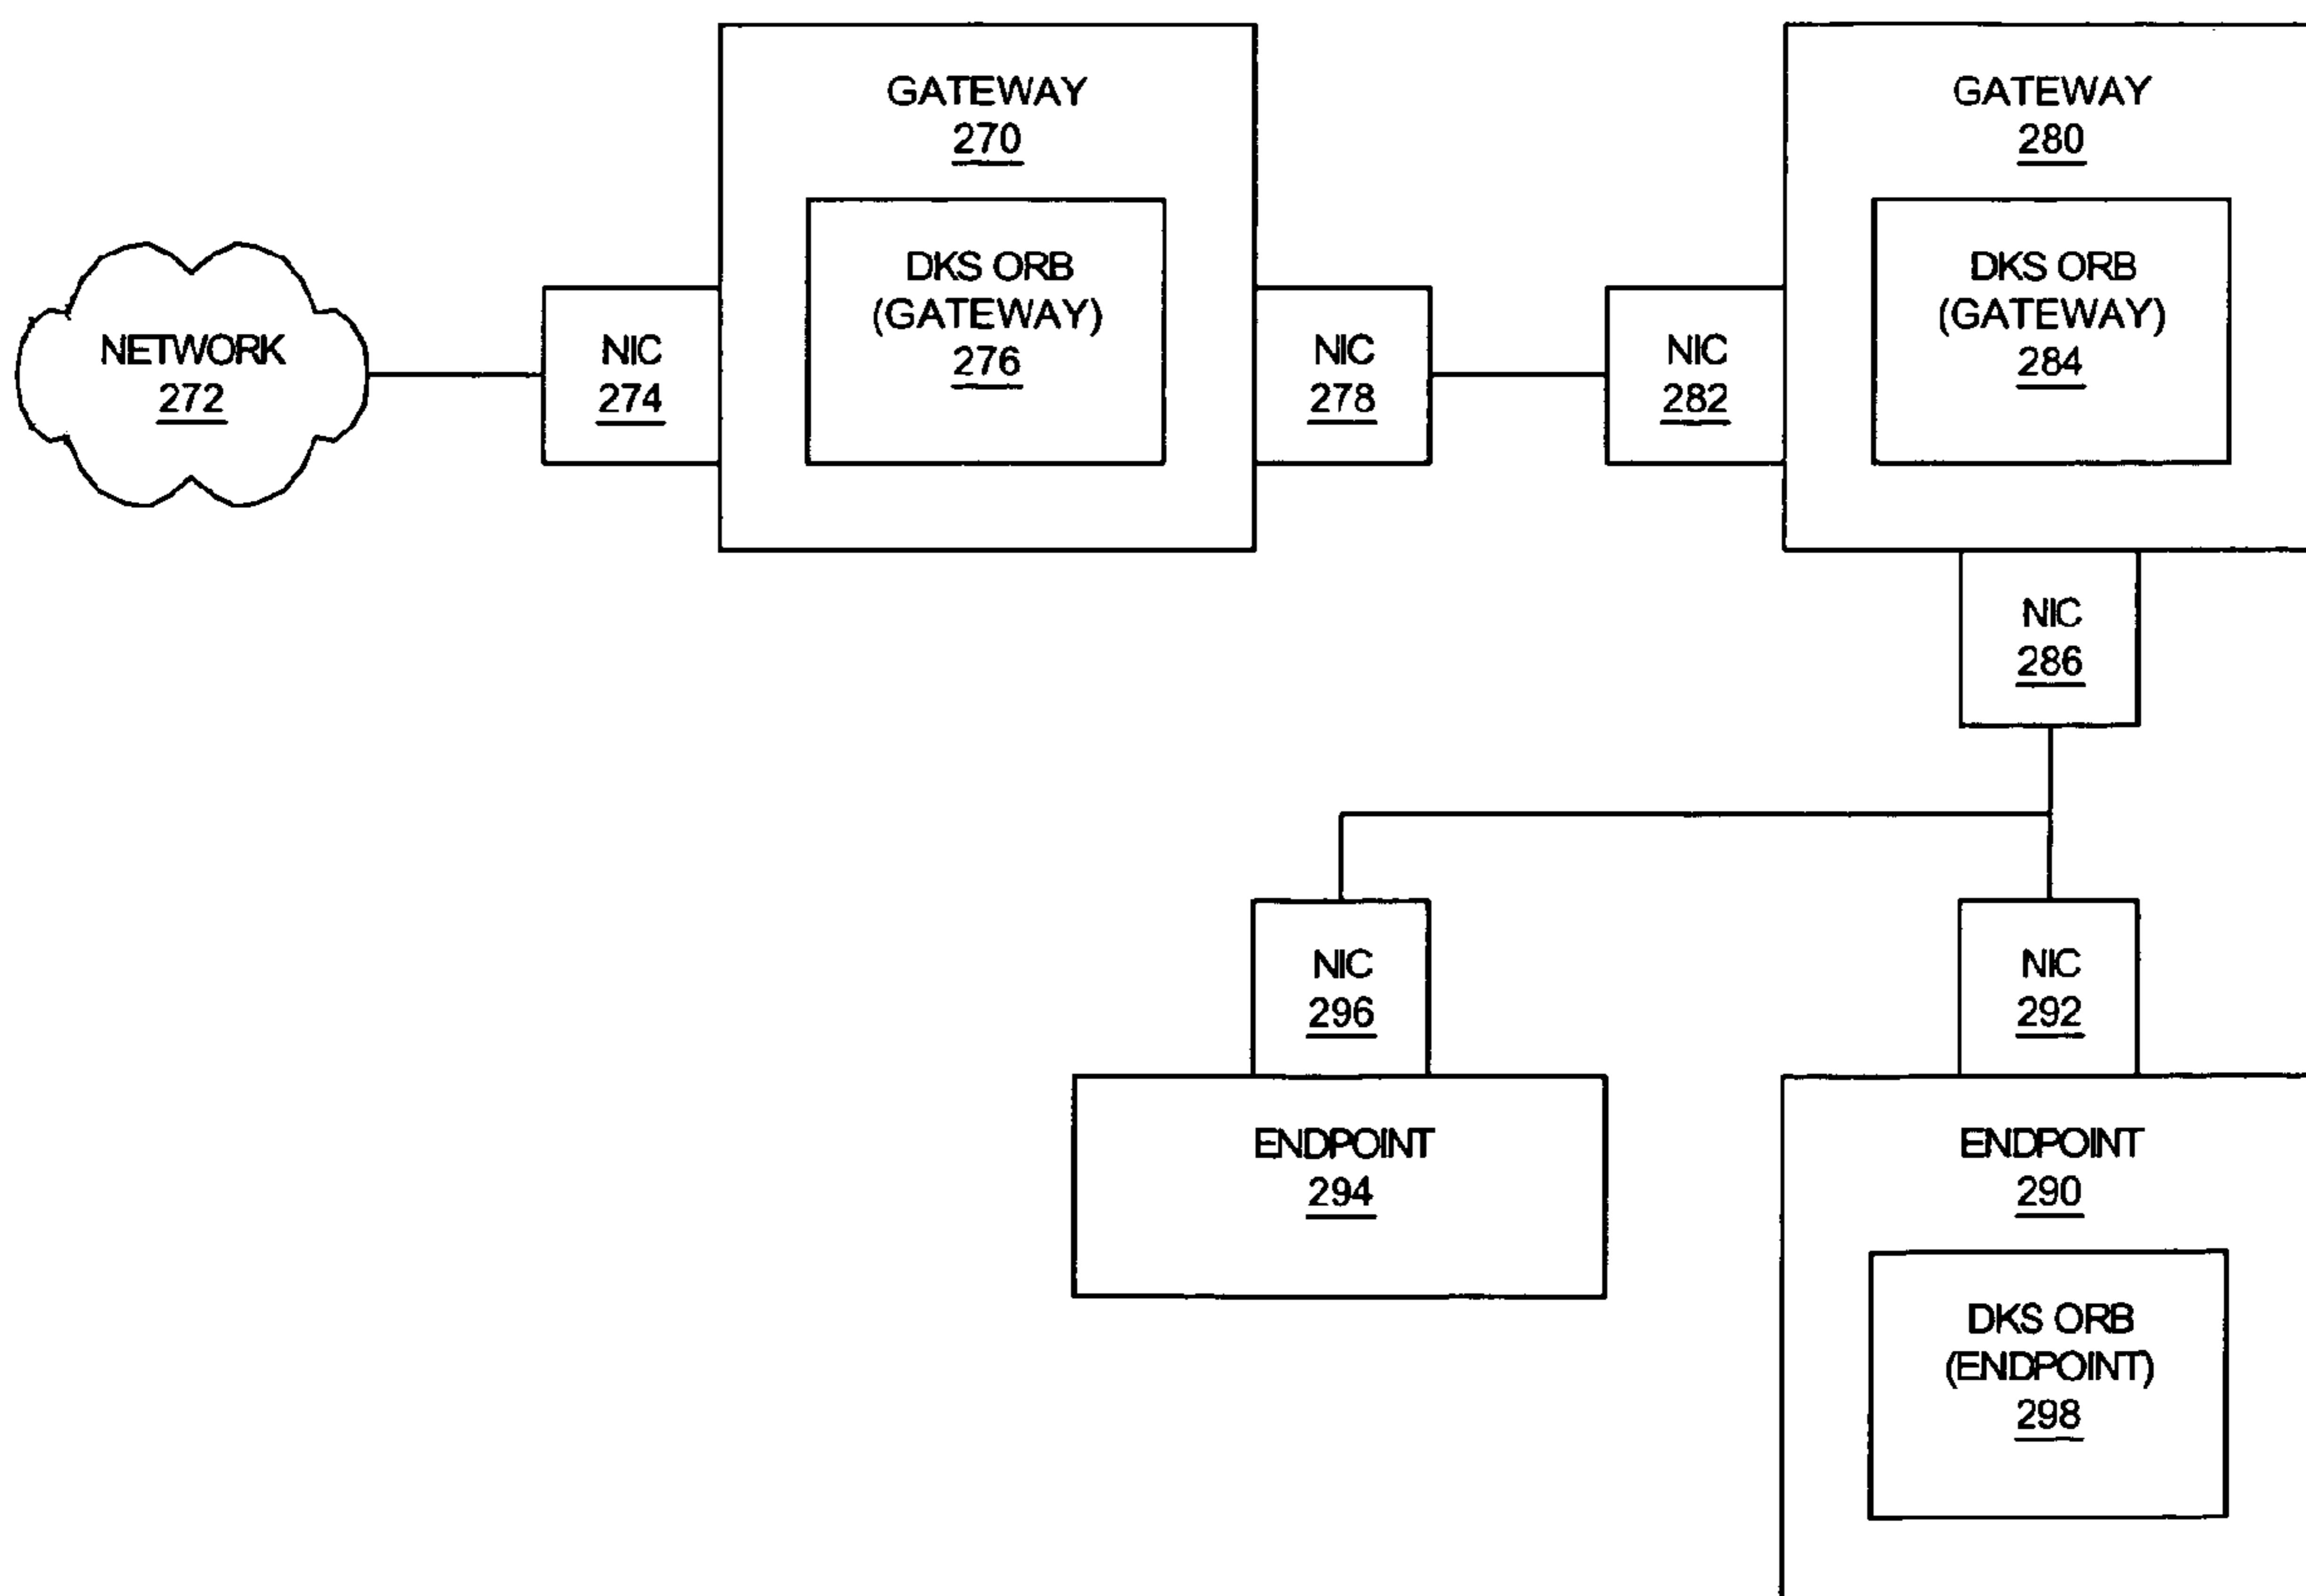 GATEWAY
270
DKS ORB
(GATEWAY)
276
NETWORK
272
NIC
274
NIC
278
NIC
282
GATEWAY
280
DKS ORB
(GATEWAY)
284
NIC
286
NIC
296
NIC
292
ENDPOINT
294
ENDPOINT
290
DKS ORB
(ENDPOINT)
298